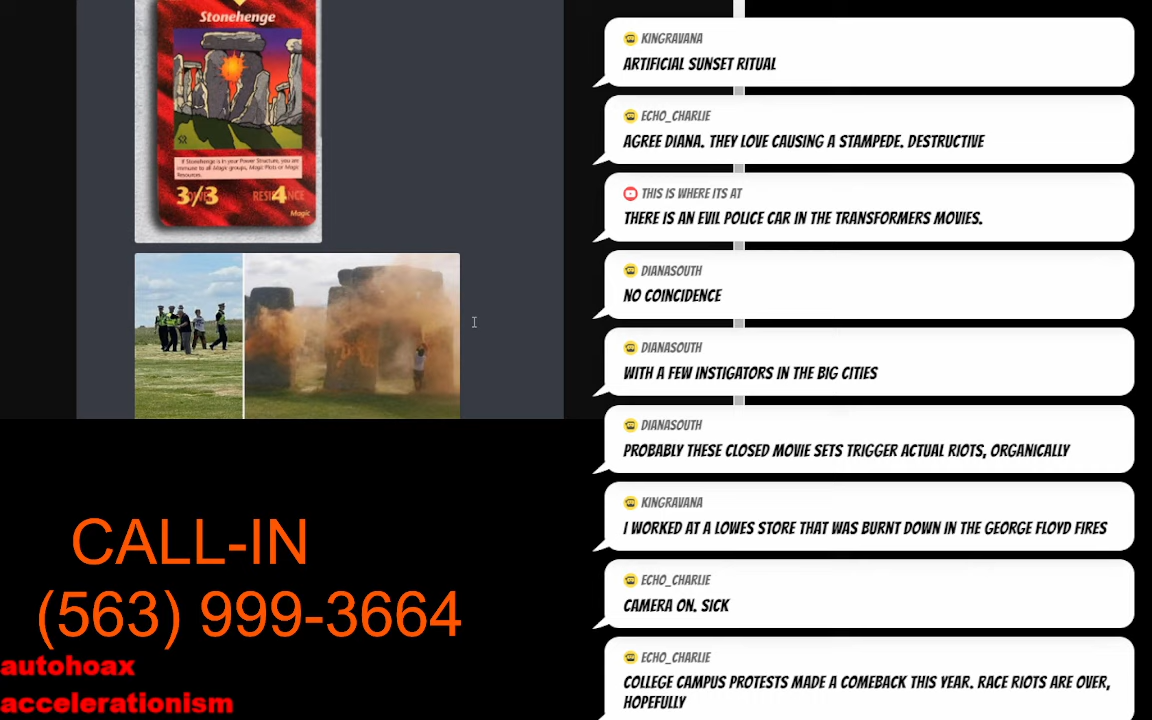 Stonehenge
If Stonehenge is in your Power Structure, you are
immune to all Magic groups, Magic Plots or Magic
Resources.
3/3
4
Magic
CALL-IN
(563) 999-3664
autohoax
accelerationism
KINGRAVANA
ARTIFICIAL SUNSET RITUAL
ECHO_CHARLIE
AGREE DIANA. THEY LOVE CAUSING A STAMPEDE. DESTRUCTIVE
THIS IS WHERE ITS AT
THERE IS AN EVIL POLICE CAR IN THE TRANSFORMERS MOVIES.
DIANASOUTH
NO COINCIDENCE
DIANASOUTH
WITH A FEW INSTIGATORS IN THE BIG CITIES
DIANASOUTH
PROBABLY THESE CLOSED MOVIE SETS TRIGGER ACTUAL RIOTS, ORGANICALLY
KINGRAVANA
I WORKED AT A LOWES STORE THAT WAS BURNT DOWN IN THE GEORGE FLOYD FIRES
ECHO_CHARLIE
CAMERA ON. SICK
ECHO_CHARLIE
COLLEGE CAMPUS PROTESTS MADE A COMEBACK THIS YEAR. RACE RIOTS ARE OVER,
HOPEFULLY